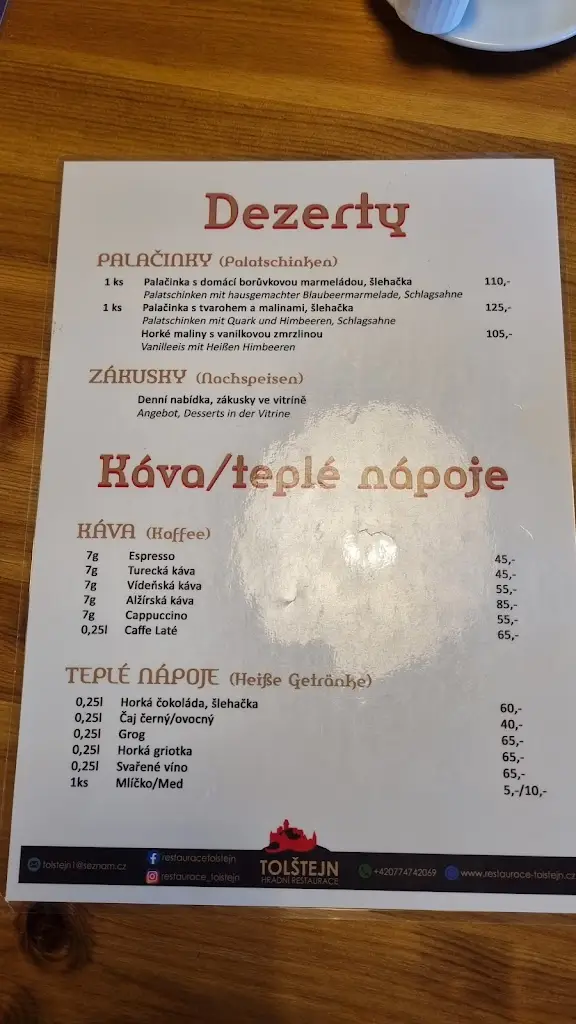 Dezerty
PALAČINKY (Palatschinken)
1 ks Palačinka s domácí borůvkovou marmeládou, šlehačka 110,-
Palatschinken mit hausgemachter Blaubeermarmelade, Schlagsahne
1 ks Palačinka s tvarohem a malinami, šlehačka 125,-
Palatschinken mit Quark und Himbeeren, Schlagsahne
Horké maliny s vanilkovou zmrzlinou 105,-
Vanilleeis mit Heißen Himbeeren
ZÁKUSKY (Nachspeisen)
Denní nabídka, zákusky ve vitríně
Angebot, Desserts in der Vitrine
Káva/teplé nápoje
KÁVA (Kaffee)
7g Espresso 45,-
7g Turecká káva 45,-
7g Vídeňská káva 55,-
7g Alžírská káva 85,-
7g Cappuccino 55,-
0,25l Caffe Laté 65,-
TEPLÉ NÁPOJE (Heiße Getränke)
0,25l Horká čokoláda, šlehačka 60,-
0,25l Čaj černý/ovocný 40,-
0,25l Grog 65,-
0,25l Horká griotka 65,-
0,25l Svařené víno 65,-
1ks Mlíčko/Med 5,-/10,-
tolstejn1@seznam.cz
restauracetolstejn
restaurace_tolstejn
TOLŠTEJN
HRADNÍ RESTAURACE
+420774742069
www.restaurace-tolstejn.cz